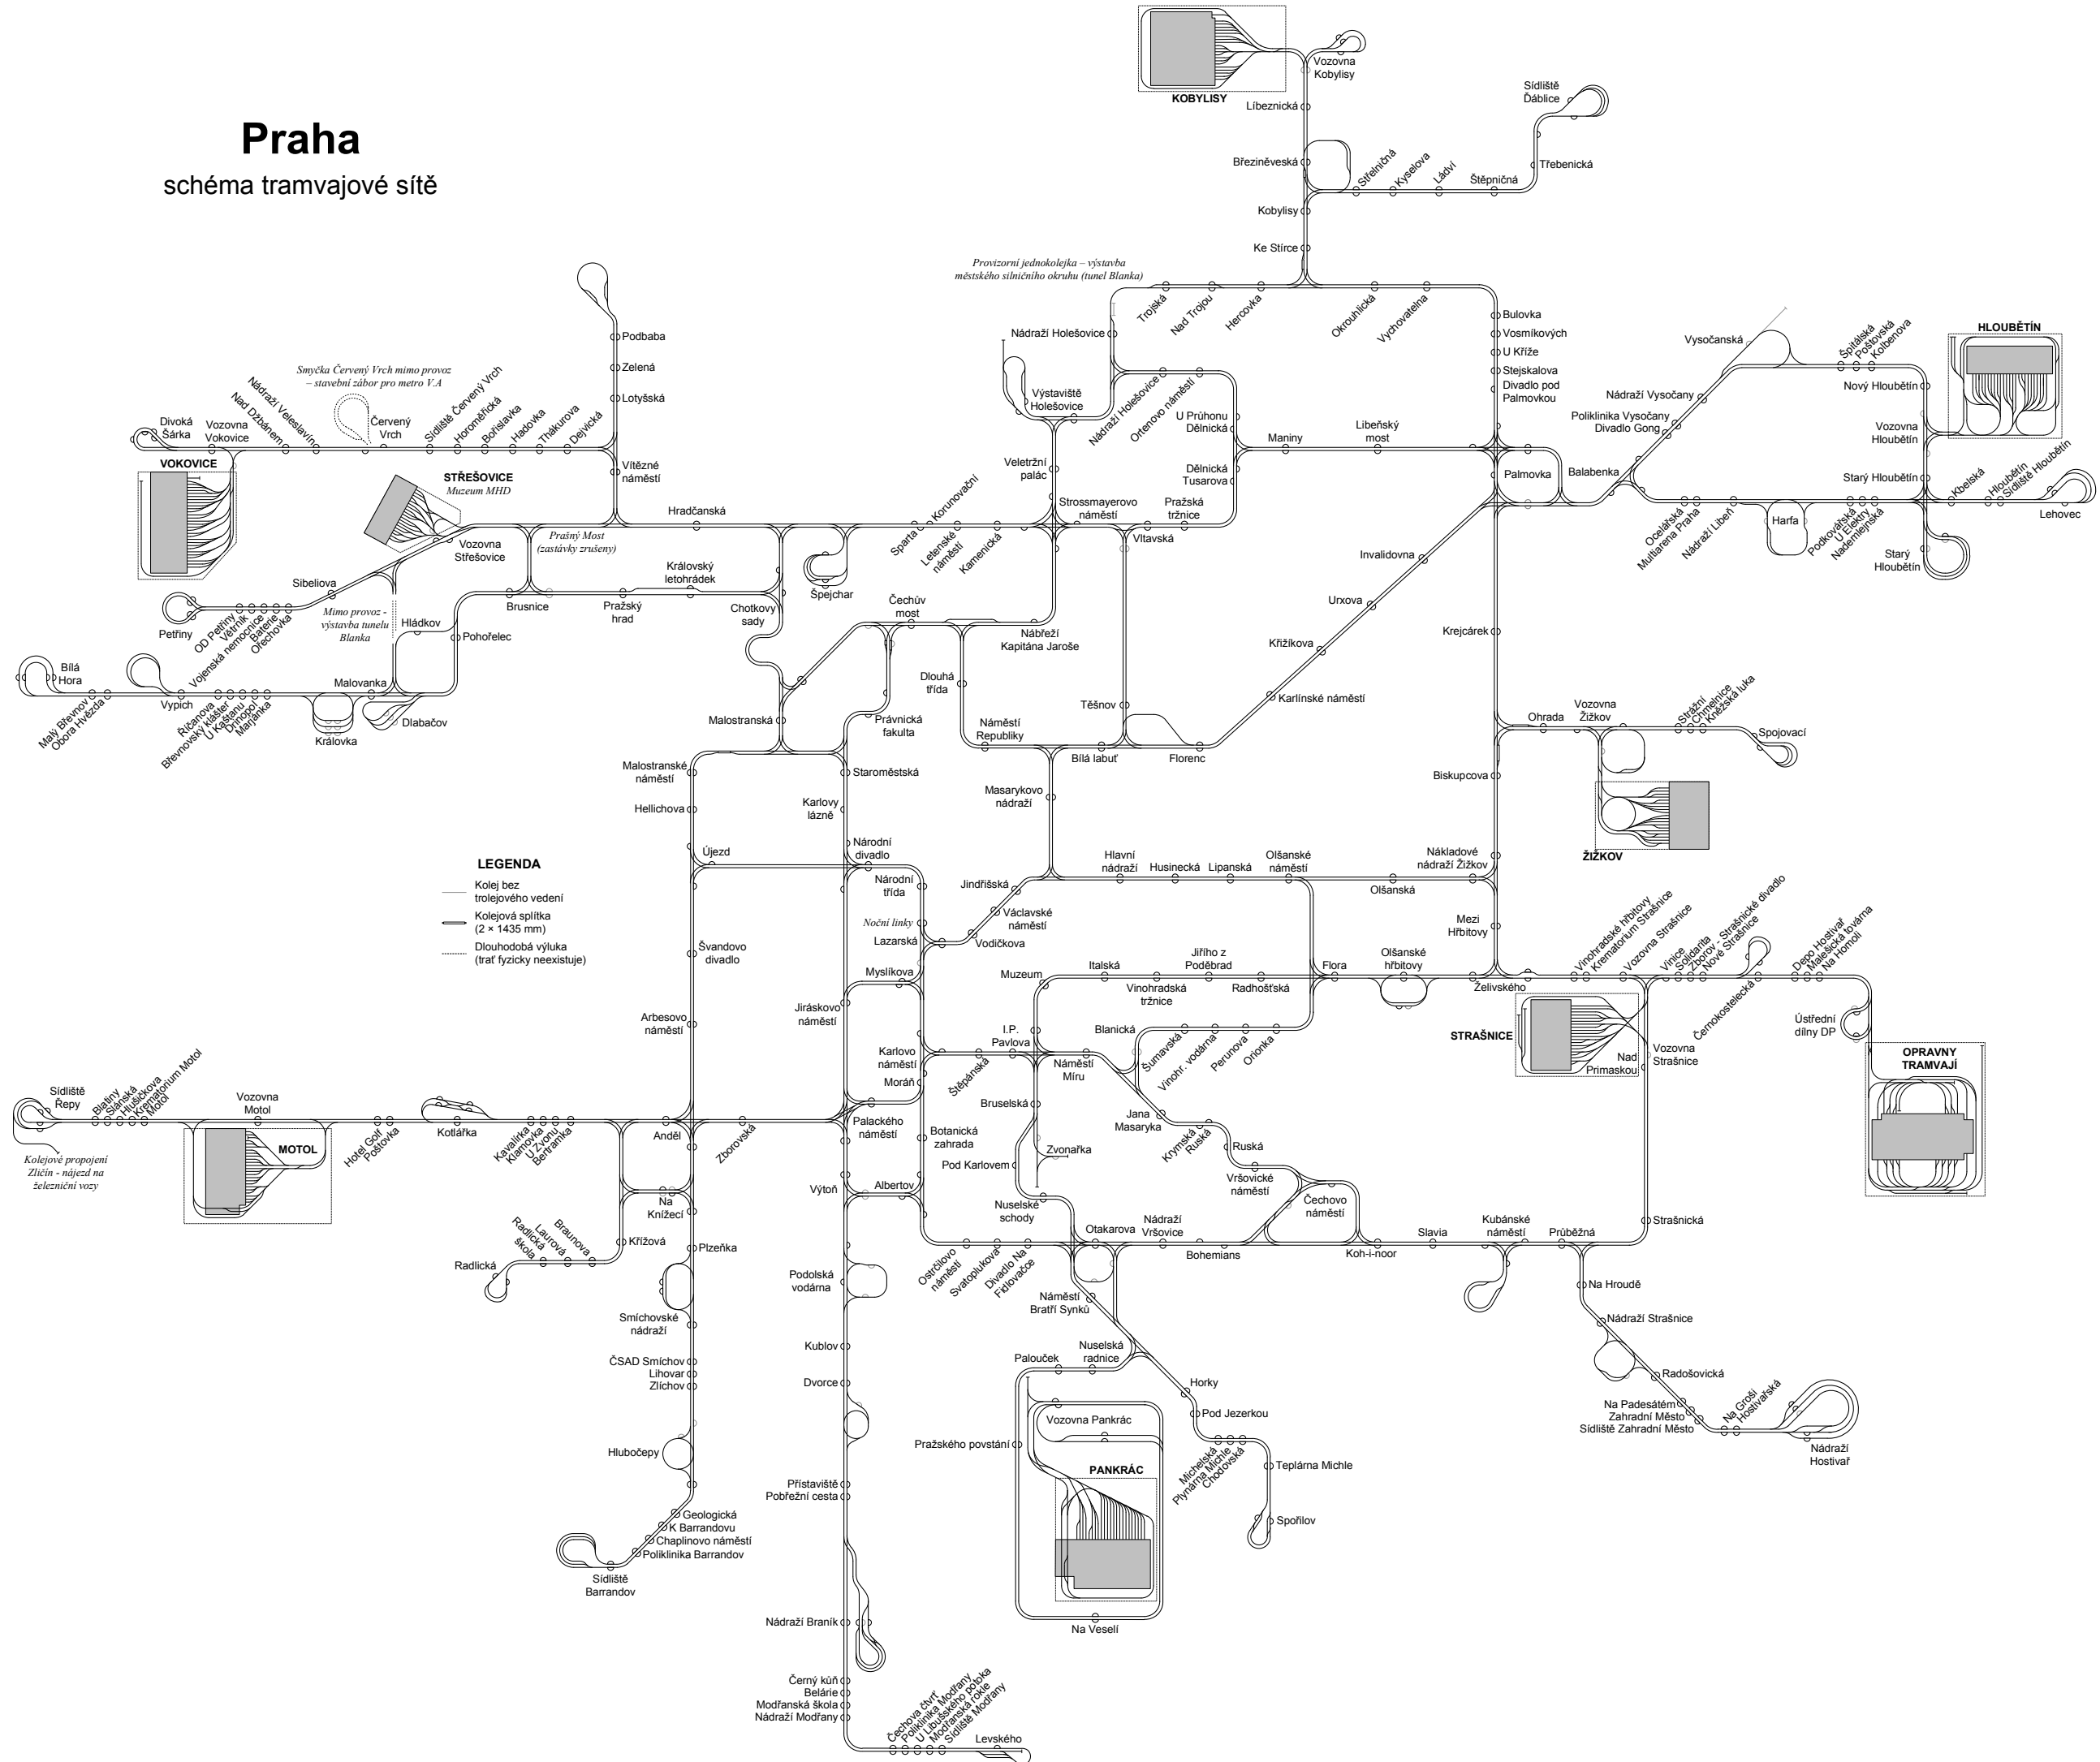 Praha
schéma tramvajové sítě
KOBYLISY
Vozovna
Kobylisy
Líbeznická
Sídliště
Ďáblice
Březiněveská
Střelničná
Kyselova
Ládví
Štěpničná
Třebenická
Kobylisy
Ke Stírce
Provizorní jednokolejka – výstavba
městského silničního okruhu (tunel Blanka)
Trojská
Nad Trojou
Hercovka
Okrouhlická
Vychovatelna
Bulovka
Vosmíkových
U Kříže
Stejskalova
Divadlo pod
Palmovkou
Nádraží Holešovice
Výstaviště
Holešovice
Nádraží Holešovice
Ortenovo náměstí
U Průhonu
Dělnická
Maniny
Libeňský
most
Dělnická
Tusarova
Palmovka
Balabenka
Vysočanská
Nádraží Vysočany
Poliklinika Vysočany
Divadlo Gong
Špitálská
Poštovská
Kolbenova
HLOUBĚTÍN
Nový Hloubětín
Vozovna
Hloubětín
Starý Hloubětín
Kbelská
Hloubětín
Sídliště Hloubětín
Lehovec
Ocelářská
Multiarena Praha
Nádraží Libeň
Harfa
Podkovářská
U Elektry
Nademlejnská
Starý
Hloubětín
Podbaba
Zelená
Lotyšská
Smyčka Červený Vrch mimo provoz
– stavební zábor pro metro V.A
Divoká
Šárka
Vozovna
Vokovice
Nad Džbánem
Nádraží Veleslavín
Červený
Vrch
Sídliště Červený Vrch
Horoměřická
Bořislavka
Hadovka
Thákurova
Dejvická
VOKOVICE
STŘEŠOVICE
Muzeum MHD
Vítězné
náměstí
Vozovna
Střešovice
Prašný Most
(zastávky zrušeny)
Hradčanská
Sparta
Korunovační
Letenské
náměstí
Kamenická
Veletržní
palác
Strossmayerovo
náměstí
Pražská
tržnice
Vltavská
Sibeliova
Petřiny
OD Petřiny
Větrník
Vojenská nemocnice
Baterie
Ořechovka
Mimo provoz -
výstavba tunelu
Blanka
Hládkov
Pohořelec
Brusnice
Pražský
hrad
Královský
letohrádek
Chotkovy
sady
Špejchar
Čechův
most
Nábřeží
Kapitána Jaroše
Bílá
Hora
Malý Břevnov
Obora Hvězda
Vypich
Říčanova
Břevnovský klášter
U Kaštanu
Drinopol
Marjánka
Královka
Malovanka
Dlabačov
Invalidovna
Urxova
Křižíkova
Karlínské náměstí
Krejcárek
Malostranská
Právnická
fakulta
Dlouhá
třída
Náměstí
Republiky
Těšnov
Bílá labuť
Florenc
Ohrada
Vozovna
Žižkov
Strážní
Chmelnice
Kněžská luka
Spojovací
ŽIŽKOV
Biskupcova
Malostranské
náměstí
Hellichova
Staroměstská
Karlovy
lázně
Masarykovo
nádraží
Újezd
Národní
divadlo
Národní
třída
Noční linky
Lazarská
Jindřišská
Václavské
náměstí
Vodičkova
Hlavní
nádraží
Husinecká
Lipanská
Olšanské
náměstí
Olšanská
Nákladové
nádraží Žižkov
Mezi
Hřbitovy
LEGENDA
Kolej bez
trolejového vedení
Kolejová splítka
(2 × 1435 mm)
Dlouhodobá výluka
(trať fyzicky neexistuje)
Švandovo
divadlo
Arbesovo
náměstí
Myslíkova
Jiráskovo
náměstí
Karlovo
náměstí
Moráň
Štěpánská
I.P.
Pavlova
Muzeum
Italská
Vinohradská
tržnice
Jiřího z
Poděbrad
Radhošťská
Flora
Olšanské
hřbitovy
Želivského
Vinohradské hřbitovy
Krematorium Strašnice
Vozovna Strašnice
Vinice
Solidarita
Zborov - Strašnické divadlo
Nové Strašnice
Černokostelecká
Depo Hostivař
Malešická továrna
Na Homoli
Ústřední
dílny DP
OPRAVNY
TRAMVAJÍ
STRAŠNICE
Nad
Primaskou
Vozovna
Strašnice
Blanická
Šumavská
Vinohr. vodárna
Perunova
Orionka
Náměstí
Míru
Jana
Masaryka
Krymská
Ruská
Ruská
Vršovické
náměstí
Čechovo
náměstí
Bruselská
Pod Karlovem
Zvonařka
Nuselské
schody
Sídliště
Řepy
Blatiny
Slánská
Hlušičkova
Krematorium Motol
Motol
Vozovna
Motol
MOTOL
Kolejové propojení
Zličín - nájezd na
železniční vozy
Hotel Golf
Poštovka
Kotlářka
Kavalírka
Klamovka
U Zvonu
Bertramka
Anděl
Zborovská
Palackého
náměstí
Botanická
zahrada
Výtoň
Albertov
Na
Knížecí
Křížová
Radlická
Radlická
škola
Laurová
Braunova
Plzeňka
Smíchovské
nádraží
ČSAD Smíchov
Lihovar
Zlíchov
Hlubočepy
Geologická
K Barrandovu
Chaplinovo náměstí
Poliklinika Barrandov
Sídliště
Barrandov
Podolská
vodárna
Kublov
Dvorce
Přístaviště
Pobřežní cesta
Nádraží Braník
Černý kůň
Belárie
Modřanská škola
Nádraží Modřany
Čechova čtvrť
Poliklinika Modřany
U Libušského potoka
Modřanská rokle
Sídliště Modřany
Levského
Ostrčilovo
náměstí
Svatoplukova
Divadlo Na
Fidlovačce
Otakarova
Nádraží
Vršovice
Bohemians
Koh-i-noor
Slavia
Kubánské
náměstí
Průběžná
Strašnická
Na Hroudě
Nádraží Strašnice
Radošovická
Na Padesátém
Zahradní Město
Sídliště Zahradní Město
Na Groši
Hostivařská
Nádraží
Hostivař
Náměstí
Bratří Synků
Nuselská
radnice
Palouček
Horky
Pod Jezerkou
Michelská
Plynárna Michle
Chodovská
Teplárna Michle
Spořilov
Vozovna Pankrác
Pražského povstání
PANKRÁC
Na Veselí